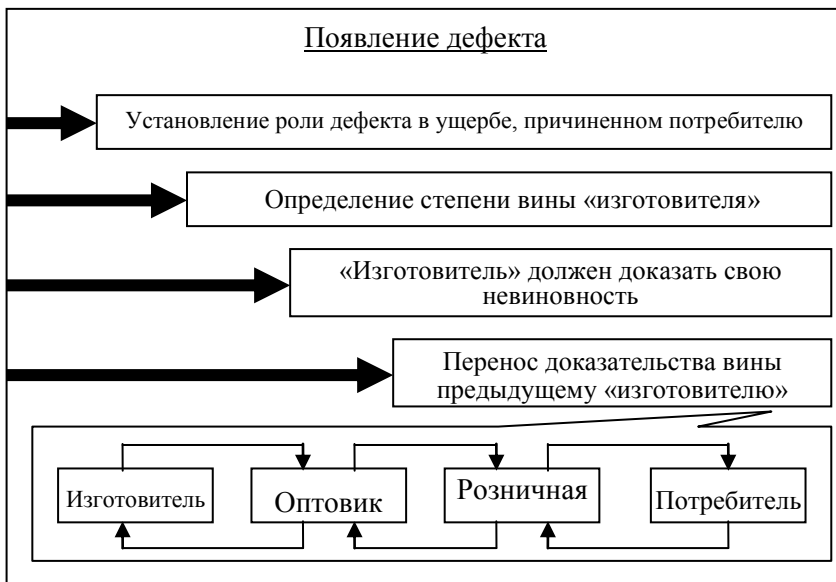 Появление дефекта
Установление роли дефекта в ущербе, причиненном потребителю
Определение степени вины «изготовителя»
«Изготовитель» должен доказать свою
невиновность
Перенос доказательства вины
предыдущему «изготовителю»
Изготовитель
Оптовик
Розничная
Потребитель